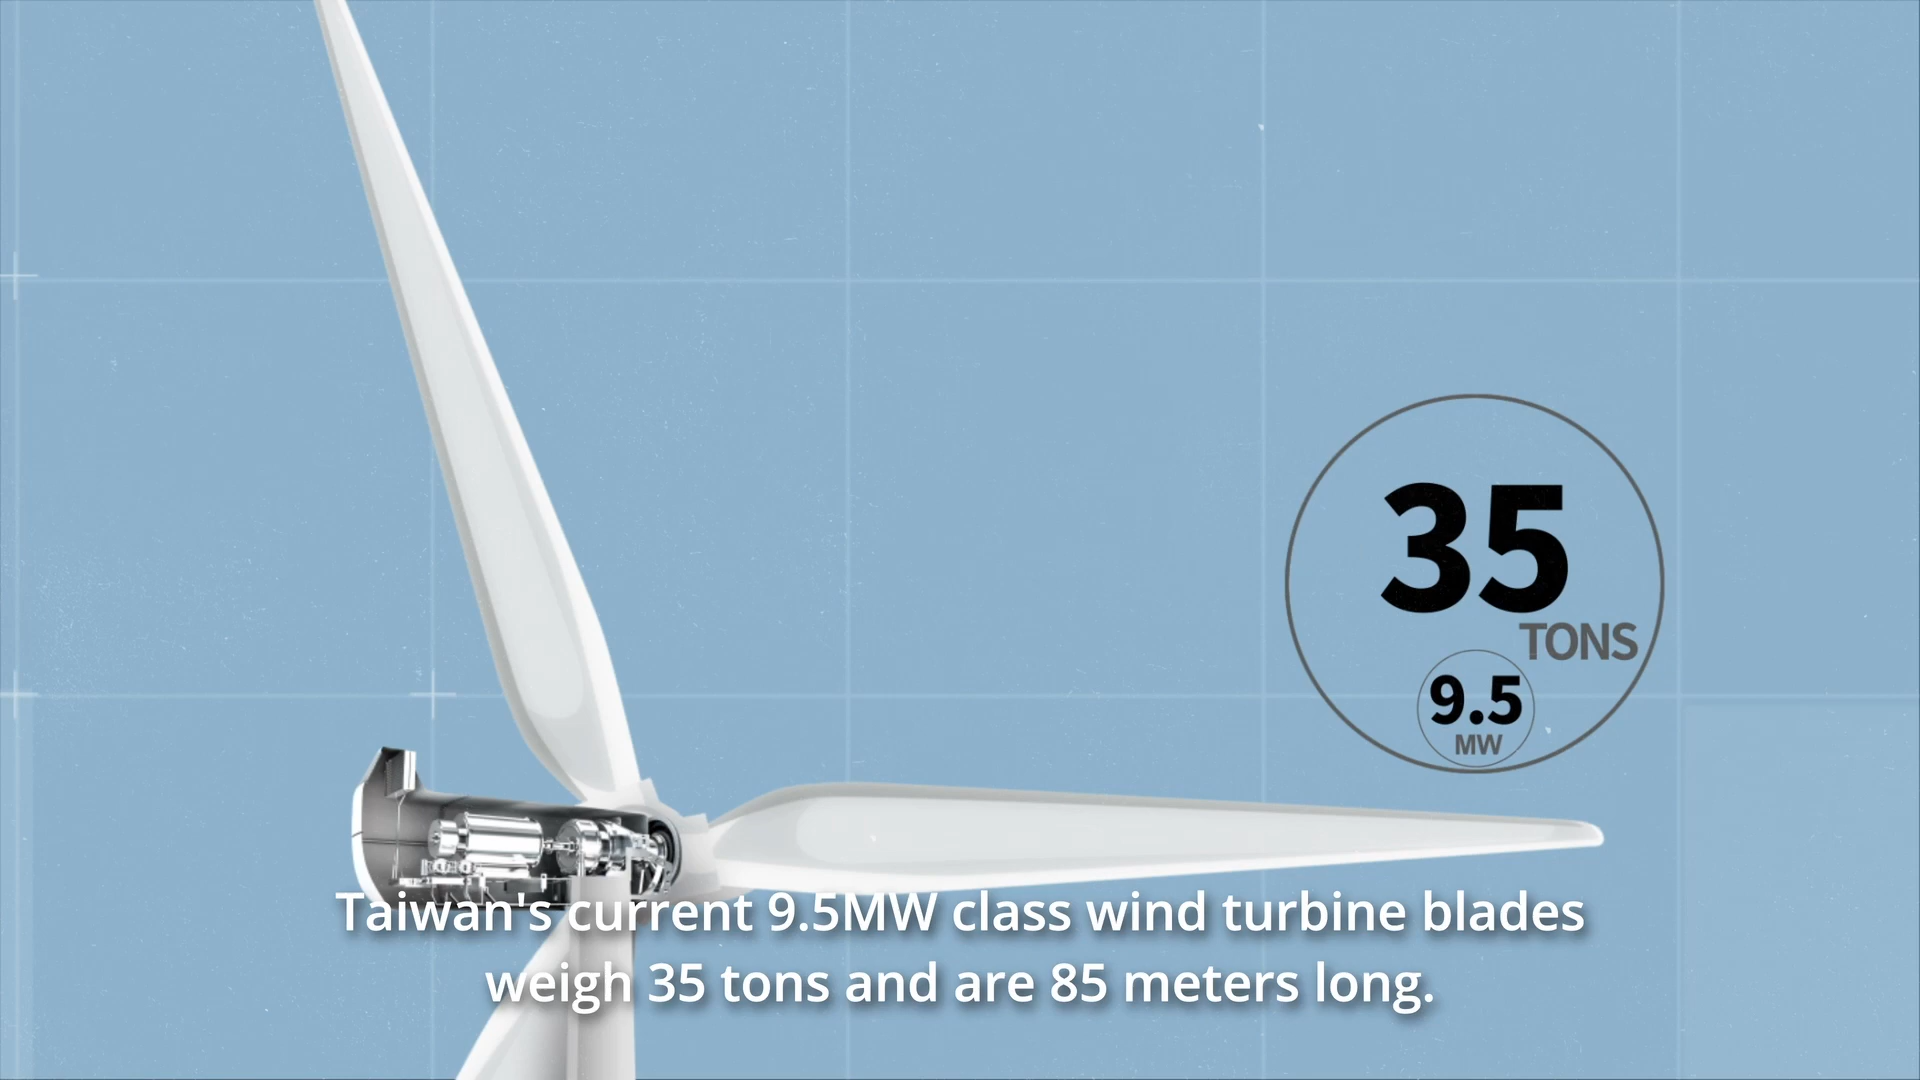 35
TONS
9.5
MW
Taiwan's current 9.5MW class wind turbine blades
weigh 35 tons and are 85 meters long.